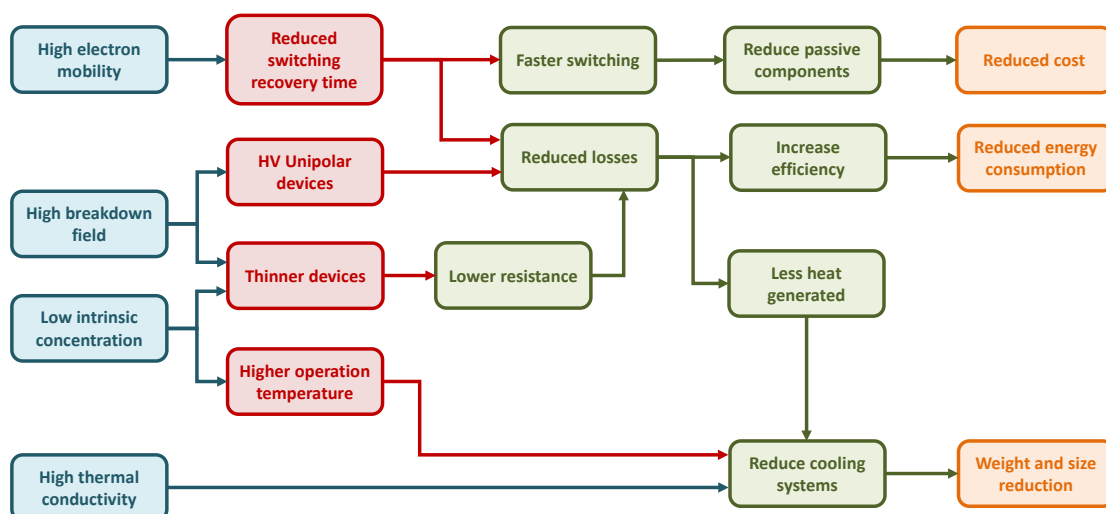 High electron
mobility
Reduced
switching
recovery time
Faster switching
Reduce passive
components
Reduced cost
HV Unipolar
devices
Reduced losses
Increase
efficiency
Reduced energy
consumption
High breakdown
field
Thinner devices
Lower resistance
Less heat
generated
Low intrinsic
concentration
Higher operation
temperature
High thermal
conductivity
Reduce cooling
systems
Weight and size
reduction